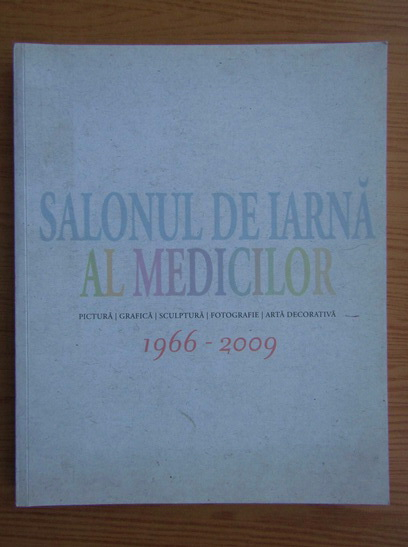 SALONUL DE IARNĂ
AL MEDICILOR
PICTURĂ | GRAFICĂ | SCULPTURĂ | FOTOGRAFIE | ARTĂ DECORATIVĂ
1966 - 2009